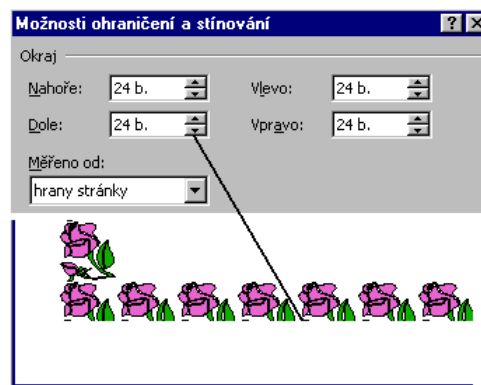 Možnosti ohraničení a stínování
Okraj
Nahoře: 24 b. Vlevo: 24 b.
Dole: 24 b. Vpravo: 24 b.
Měřeno od:
hrany stránky